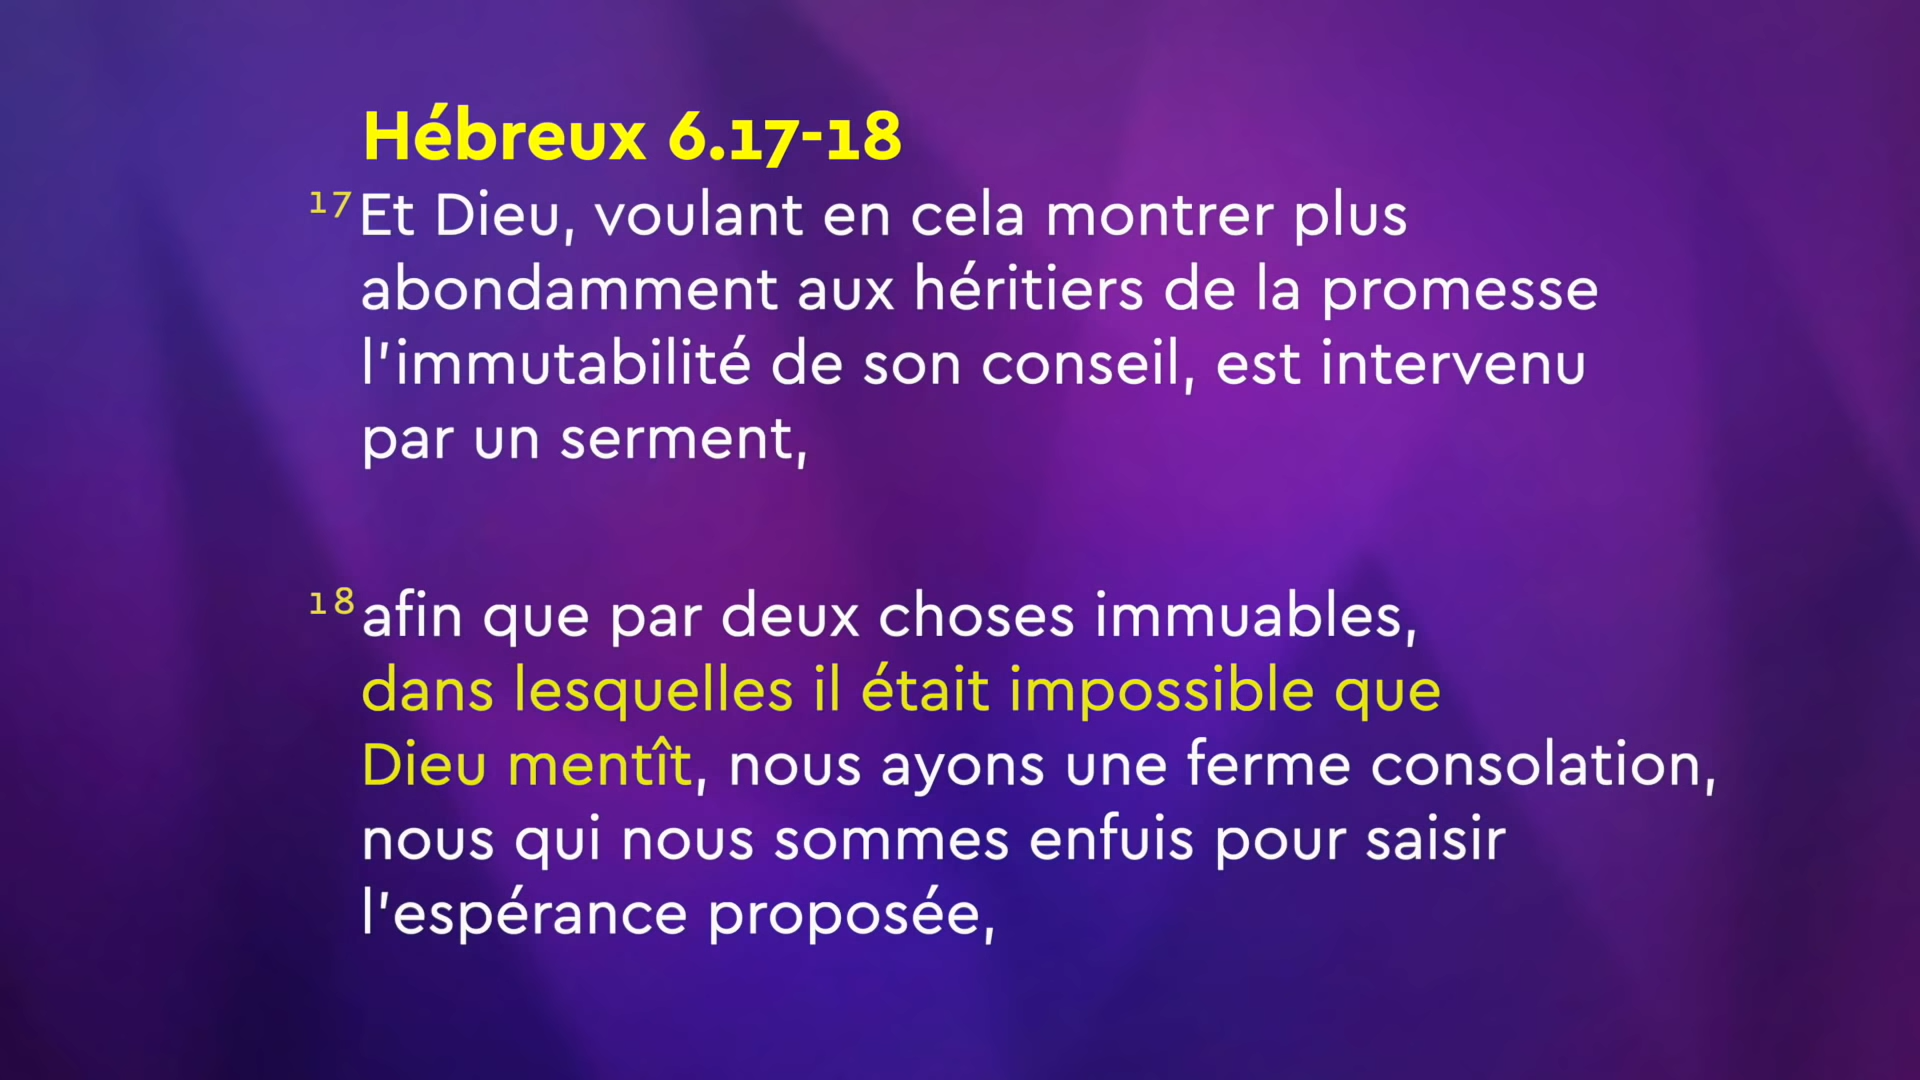 Hébreux 6.17-18
17 Et Dieu, voulant en cela montrer plus
abondamment aux héritiers de la promesse
l'immutabilité de son conseil, est intervenu
par un serment,
18 afin que par deux choses immuables,
dans lesquelles il était impossible que
Dieu mentît, nous ayons une ferme consolation,
nous qui nous sommes enfuis pour saisir
l'espérance proposée,